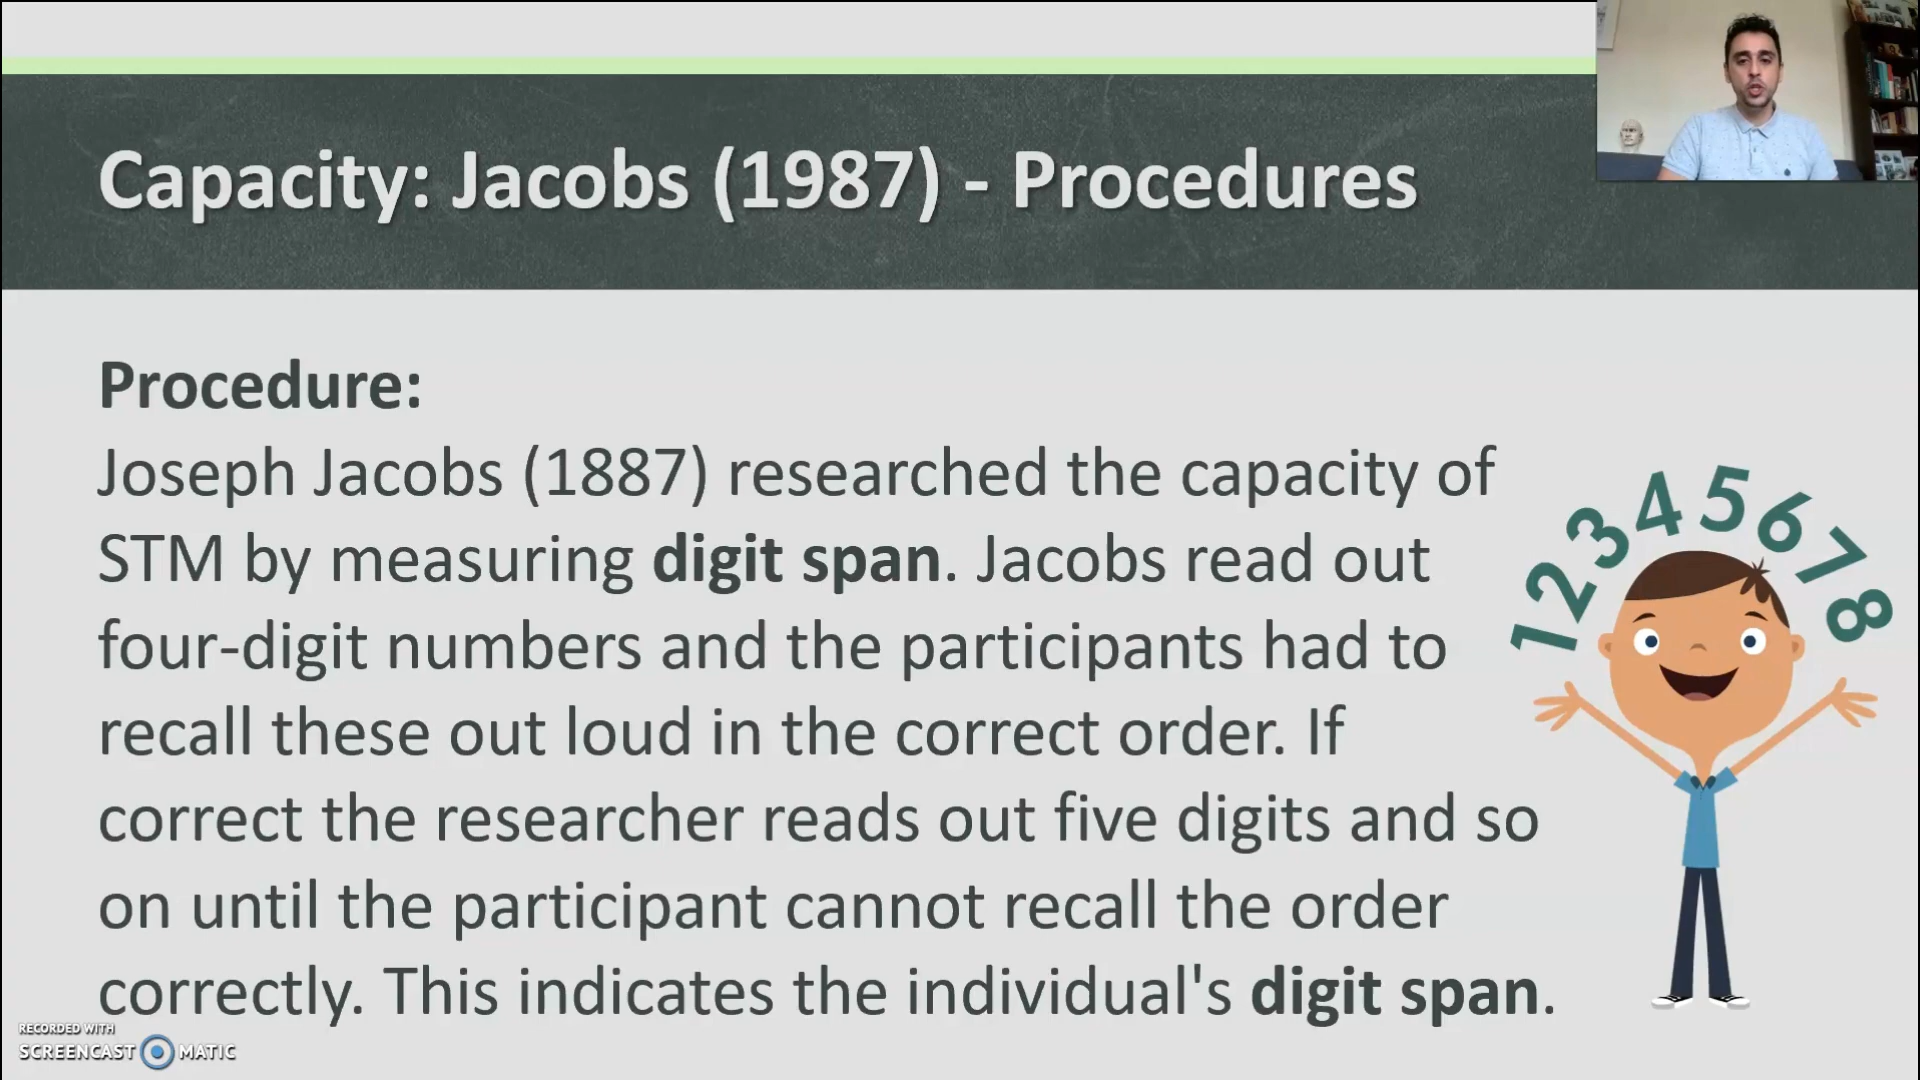 Capacity: Jacobs (1987) - Procedures
Procedure:
Joseph Jacobs (1887) researched the capacity of
STM by measuring digit span. Jacobs read out
four-digit numbers and the participants had to
recall these out loud in the correct order. If
correct the researcher reads out five digits and so
on until the participant cannot recall the order
correctly. This indicates the individual's digit span.
12345678
RECORDED WITH
SCREENCAST MATIC